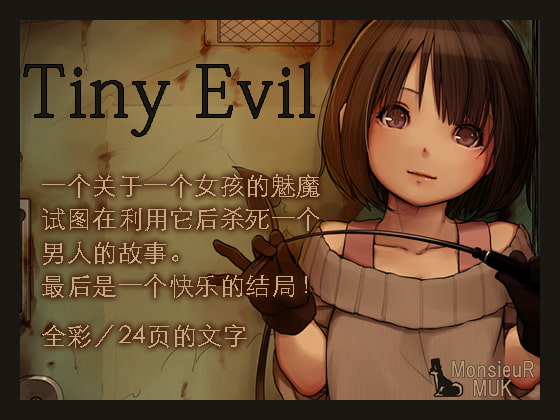 Tiny Evil
一个关于一个女孩的魅魔
试图在利用它后杀死一个
男人的故事。
最后是一个快乐的结局！
全彩／24页的文字
MonsieuR
MUK